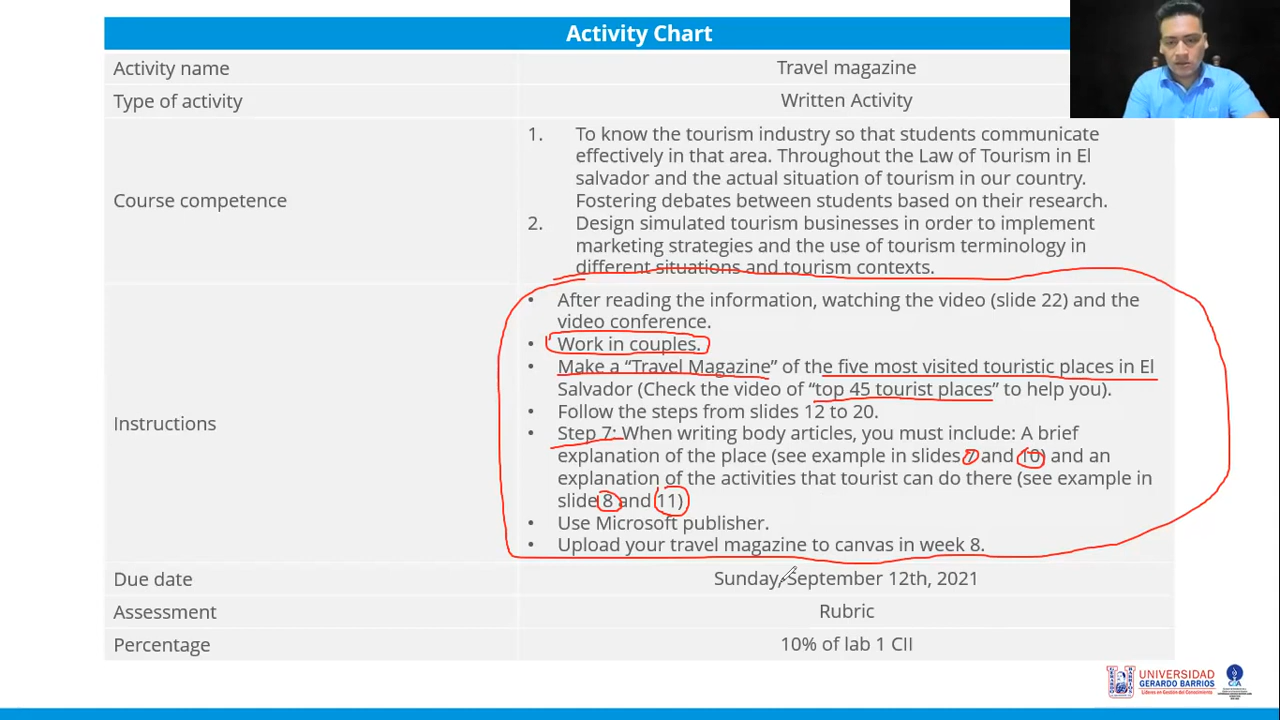 Activity Chart
Activity name
Travel magazine
Type of activity
Written Activity
Course competence
1. To know the tourism industry so that students communicate
effectively in that area. Throughout the Law of Tourism in El
salvador and the actual situation of tourism in our country.
Fostering debates between students based on their research.
2. Design simulated tourism businesses in order to implement
marketing strategies and the use of tourism terminology in
different situations and tourism contexts.
Instructions
• After reading the information, watching the video (slide 22) and the
video conference.
• Work in couples.
• Make a “Travel Magazine” of the five most visited touristic places in El
Salvador (Check the video of “top 45 tourist places” to help you).
• Follow the steps from slides 12 to 20.
• Step 7: When writing body articles, you must include: A brief
explanation of the place (see example in slides 7 and 10) and an
explanation of the activities that tourist can do there (see example in
slide 8 and 11)
• Use Microsoft publisher.
• Upload your travel magazine to canvas in week 8.
Due date
Sunday, September 12th, 2021
Assessment
Rubric
Percentage
10% of lab 1 CII
UNIVERSIDAD
GERARDO BARRIOS